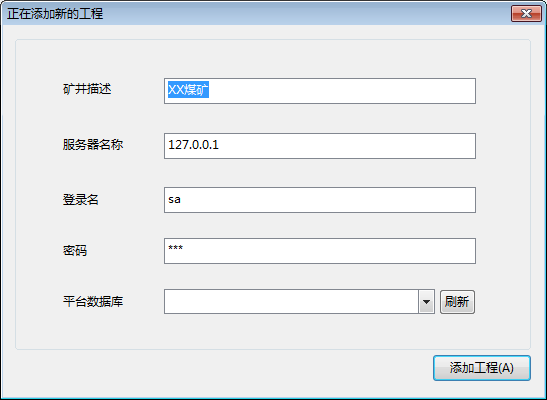 正在添加新的工程
矿井描述 XX煤矿
服务器名称 127.0.0.1
登录名 sa
密码 ***
平台数据库 刷新
添加工程(A)